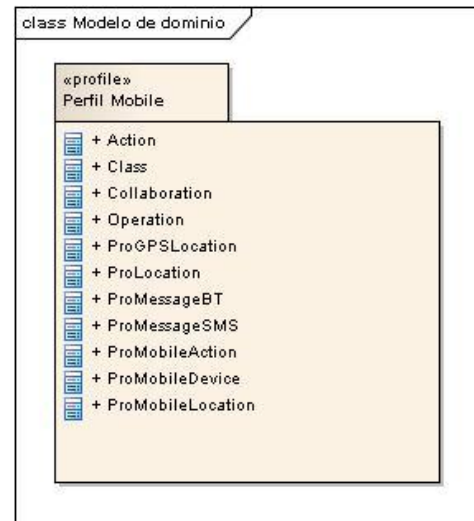 class Modelo de dominio
«profile»
Perfil Mobile
+ Action
+ Class
+ Collaboration
+ Operation
+ ProGPSLocation
+ ProLocation
+ ProMessageBT
+ ProMessageSMS
+ ProMobileAction
+ ProMobileDevice
+ ProMobileLocation